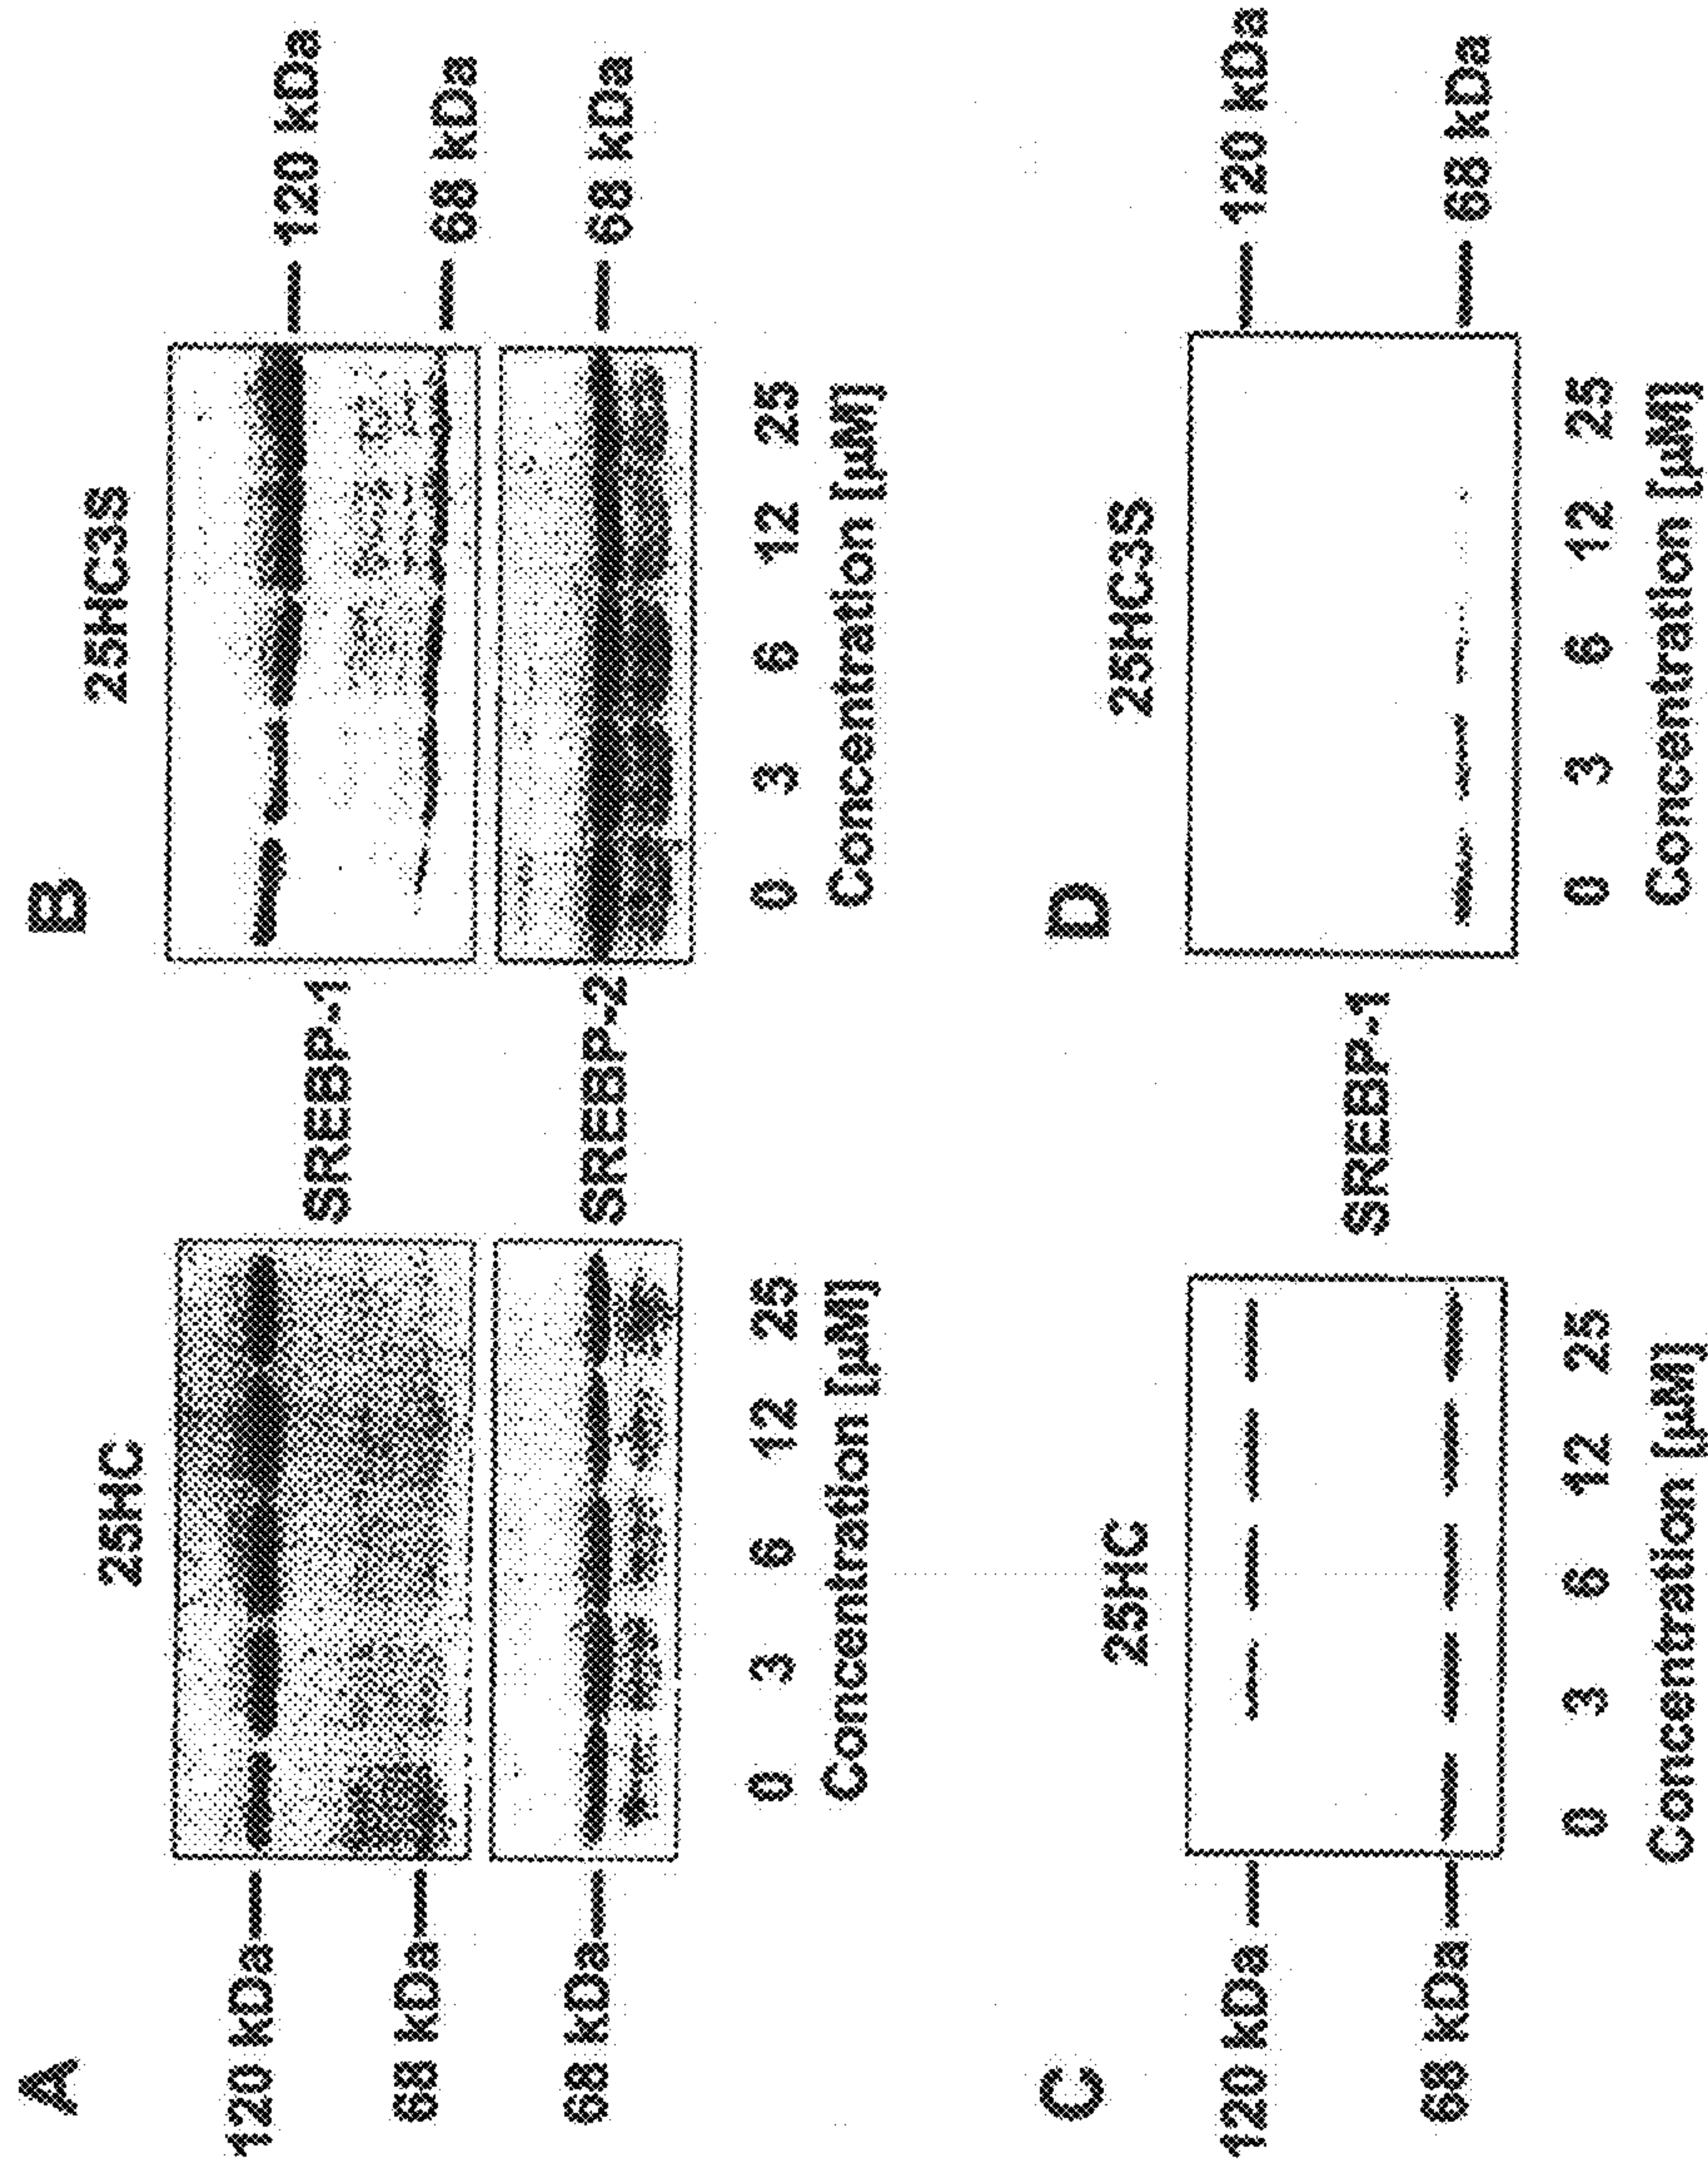 A
25HC
120 kDa
68 kDa
68 kDa
0 3 6 12 25
Concentration [µM]
SREBP-1
SREBP-2
B
25HC3S
120 kDa
68 kDa
68 kDa
0 3 6 12 25
Concentration [µM]
C
25HC
120 kDa
68 kDa
0 3 6 12 25
Concentration [µM]
SREBP-1
D
25HC3S
120 kDa
68 kDa
0 3 6 12 25
Concentration [µM]